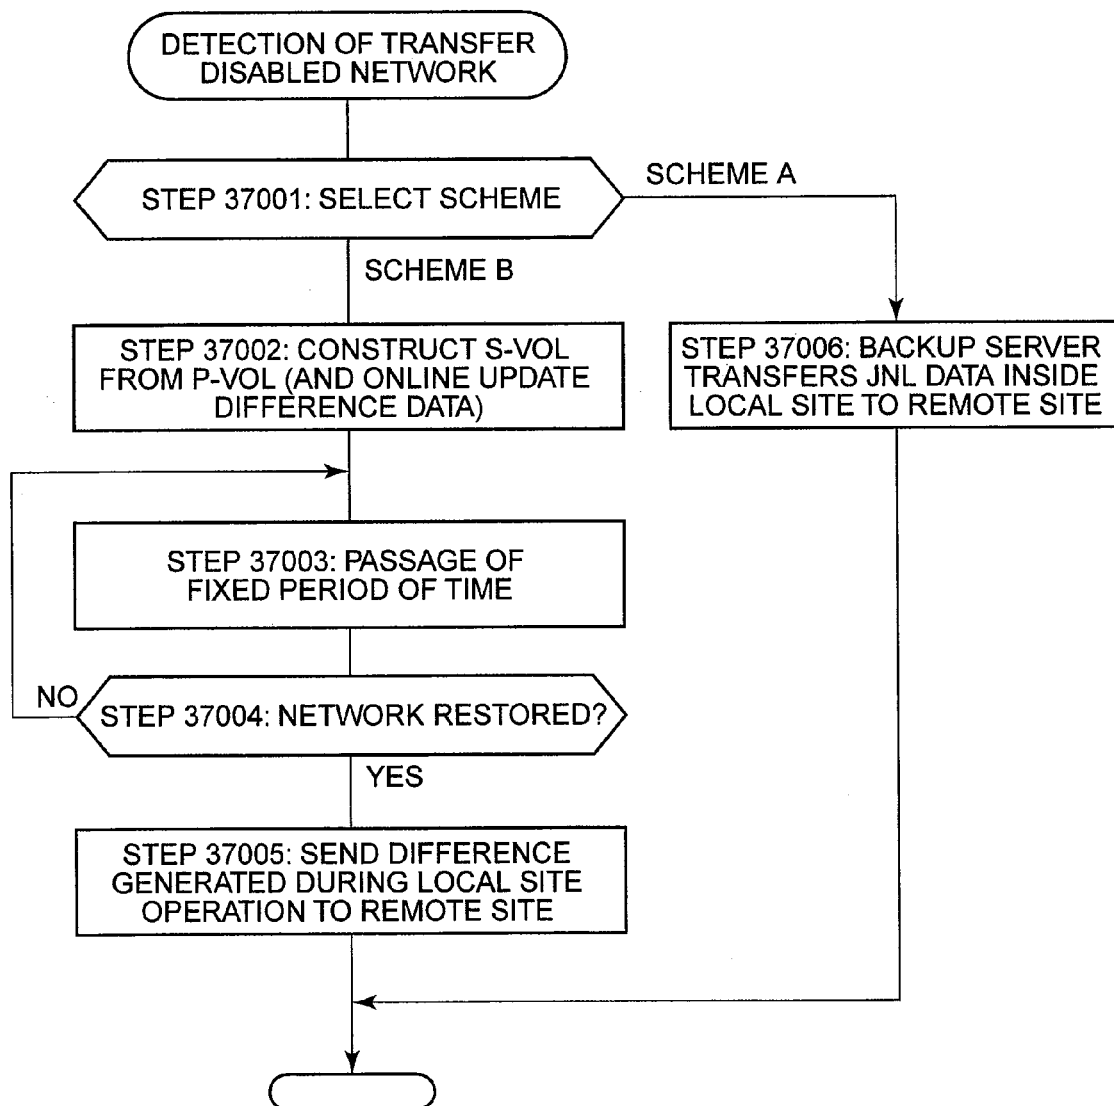 DETECTION OF TRANSFER
DISABLED NETWORK
STEP 37001: SELECT SCHEME
SCHEME A
SCHEME B
STEP 37002: CONSTRUCT S-VOL
FROM P-VOL (AND ONLINE UPDATE
DIFFERENCE DATA)
STEP 37006: BACKUP SERVER
TRANSFERS JNL DATA INSIDE
LOCAL SITE TO REMOTE SITE
STEP 37003: PASSAGE OF
FIXED PERIOD OF TIME
NO
STEP 37004: NETWORK RESTORED?
YES
STEP 37005: SEND DIFFERENCE
GENERATED DURING LOCAL SITE
OPERATION TO REMOTE SITE